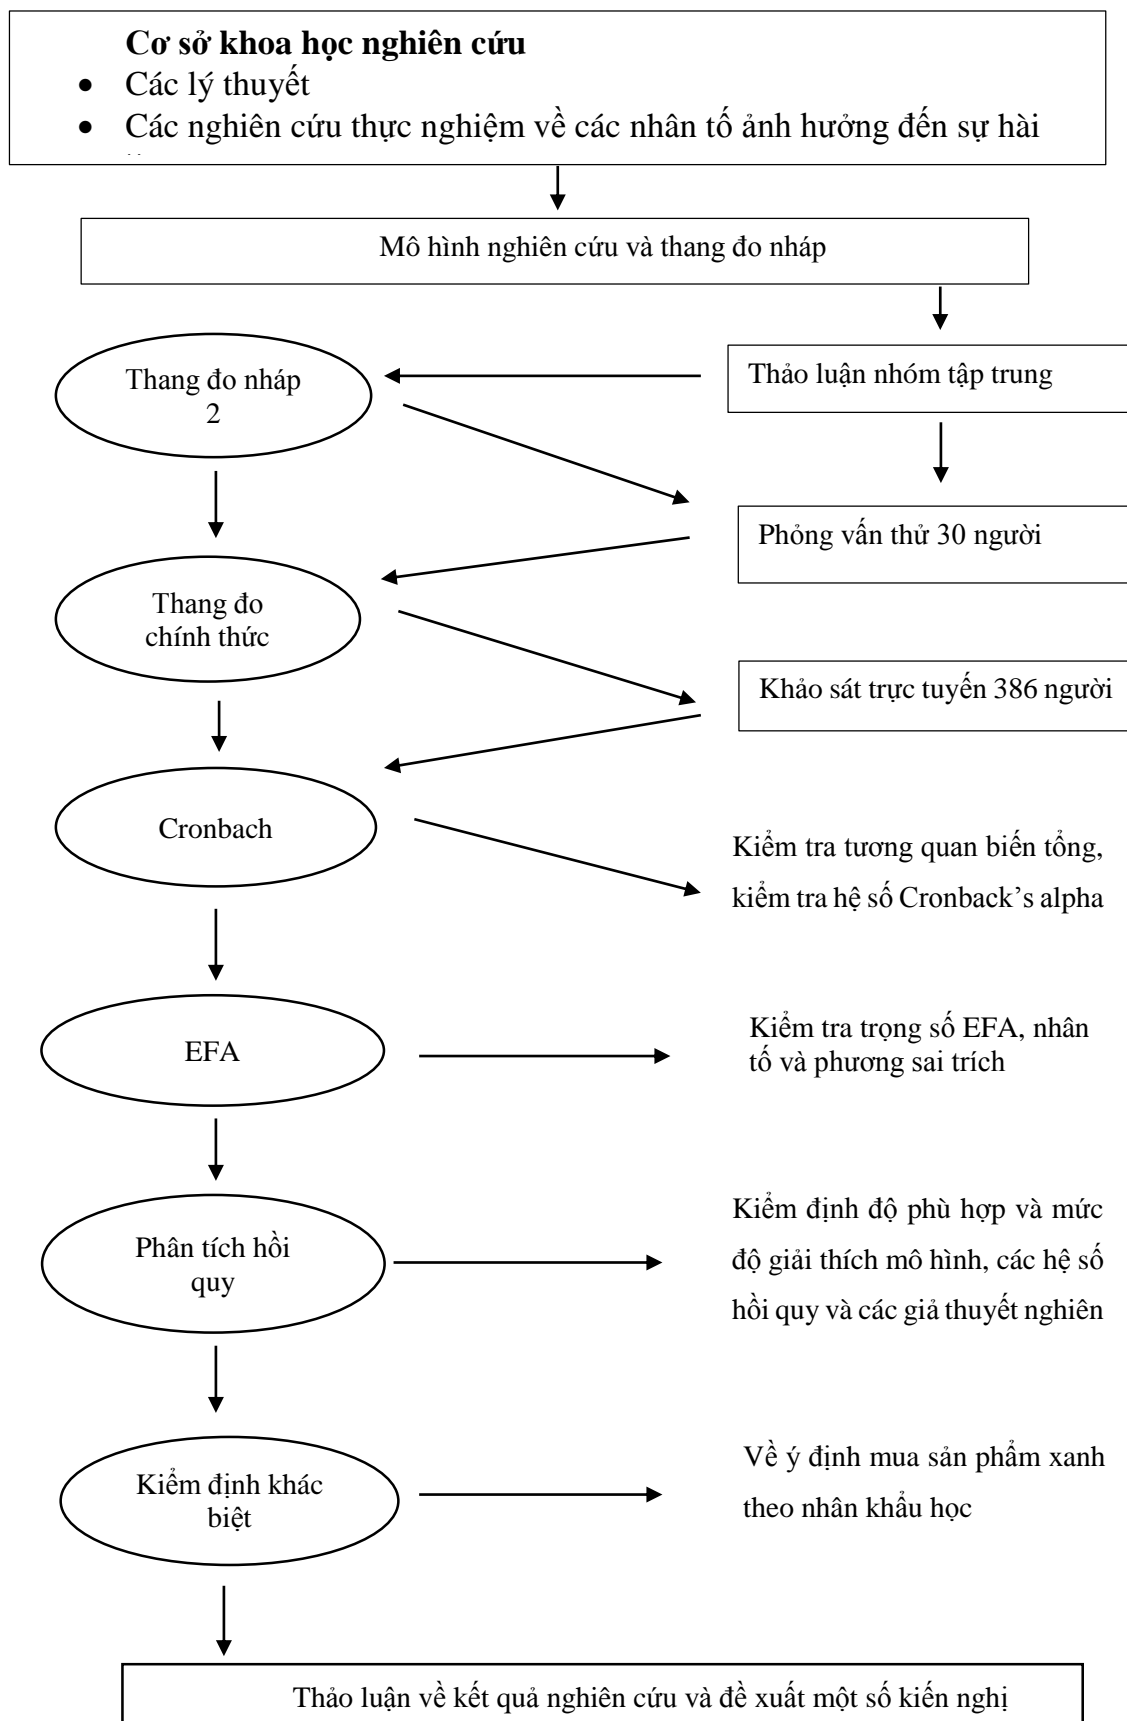 Cơ sở khoa học nghiên cứu
• Các lý thuyết
• Các nghiên cứu thực nghiệm về các nhân tố ảnh hưởng đến sự hài
Mô hình nghiên cứu và thang đo nháp
Thang đo nháp
2
Thảo luận nhóm tập trung
Phỏng vấn thử 30 người
Thang đo
chính thức
Khảo sát trực tuyến 386 người
Cronbach
Kiểm tra tương quan biến tổng,
kiểm tra hệ số Cronback’s alpha
EFA
Kiểm tra trọng số EFA, nhân
tố và phương sai trích
Phân tích hồi
quy
Kiểm định độ phù hợp và mức
độ giải thích mô hình, các hệ số
hồi quy và các giả thuyết nghiên
Kiểm định khác
biệt
Về ý định mua sản phẩm xanh
theo nhân khẩu học
Thảo luận về kết quả nghiên cứu và đề xuất một số kiến nghị